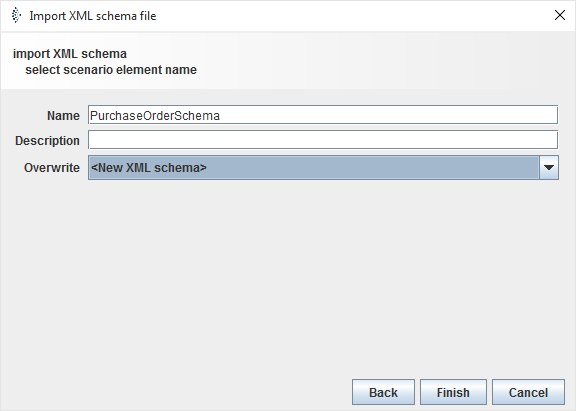 Import XML schema file
import XML schema
select scenario element name
Name PurchaseOrderSchema
Description
Overwrite <New XML schema>
Back Finish Cancel